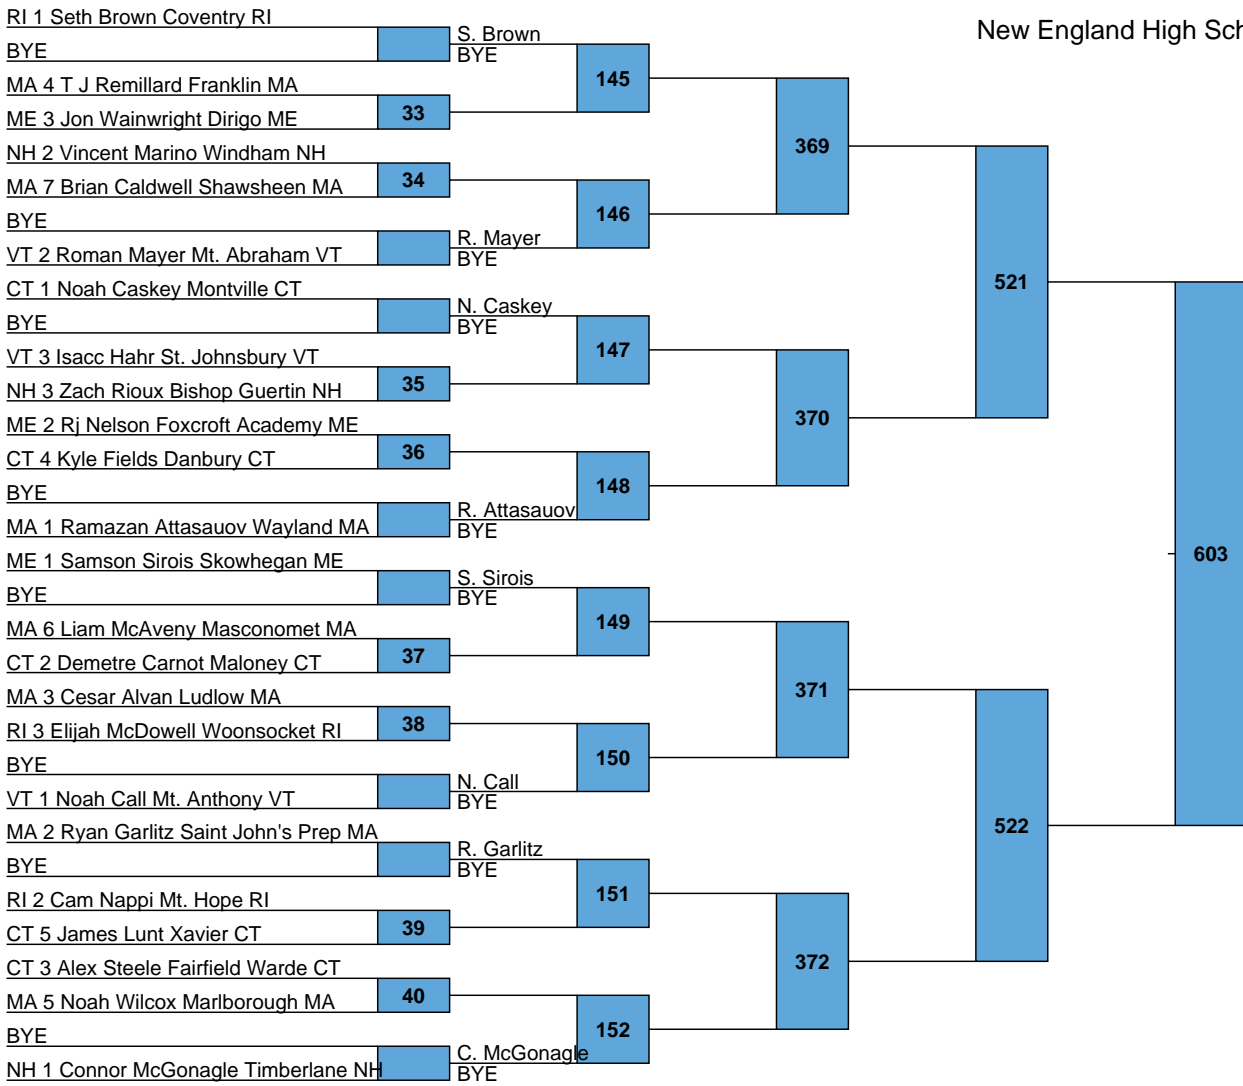 RI 1 Seth Brown Coventry RI
BYE
MA 4 T J Remillard Franklin MA
ME 3 Jon Wainwright Dirigo ME
NH 2 Vincent Marino Windham NH
MA 7 Brian Caldwell Shawsheen MA
BYE
VT 2 Roman Mayer Mt. Abraham VT
CT 1 Noah Caskey Montville CT
BYE
VT 3 Isacc Hahr St. Johnsbury VT
NH 3 Zach Rioux Bishop Guertin NH
ME 2 Rj Nelson Foxcroft Academy ME
CT 4 Kyle Fields Danbury CT
BYE
MA 1 Ramazan Attasauov Wayland MA
ME 1 Samson Sirois Skowhegan ME
BYE
MA 6 Liam McAveny Masconomet MA
CT 2 Demetre Carnot Maloney CT
MA 3 Cesar Alvan Ludlow MA
RI 3 Elijah McDowell Woonsocket RI
BYE
VT 1 Noah Call Mt. Anthony VT
MA 2 Ryan Garlitz Saint John's Prep MA
BYE
RI 2 Cam Nappi Mt. Hope RI
CT 5 James Lunt Xavier CT
CT 3 Alex Steele Fairfield Warde CT
MA 5 Noah Wilcox Marlborough MA
BYE
NH 1 Connor McGonagle Timberlane NH
33
34
35
36
37
38
39
40
S. Brown
BYE
R. Mayer
BYE
N. Caskey
BYE
R. Attasauov
BYE
S. Sirois
BYE
N. Call
BYE
R. Garlitz
BYE
C. McGonagle
BYE
145
146
147
148
149
150
151
152
369
370
371
372
521
522
603
New England High Sch